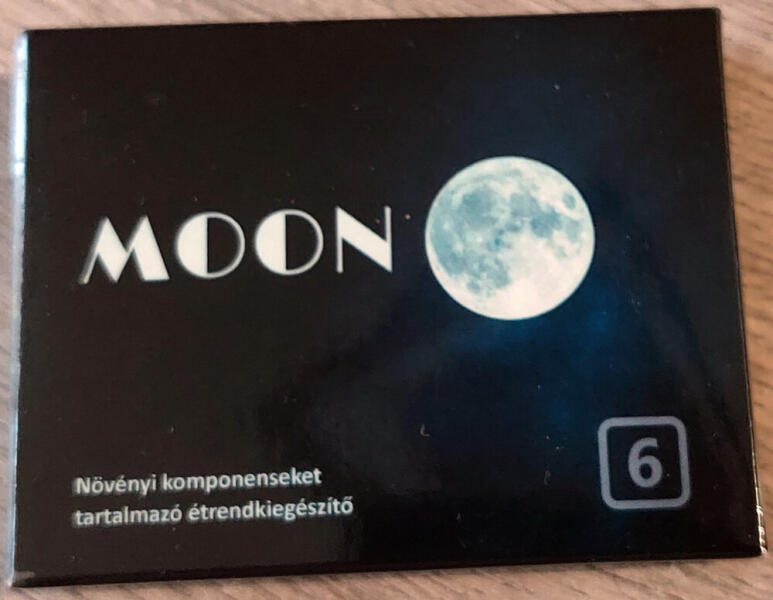 MOON
Növényi komponenseket
tartalmazó étrendkiegészítő
6